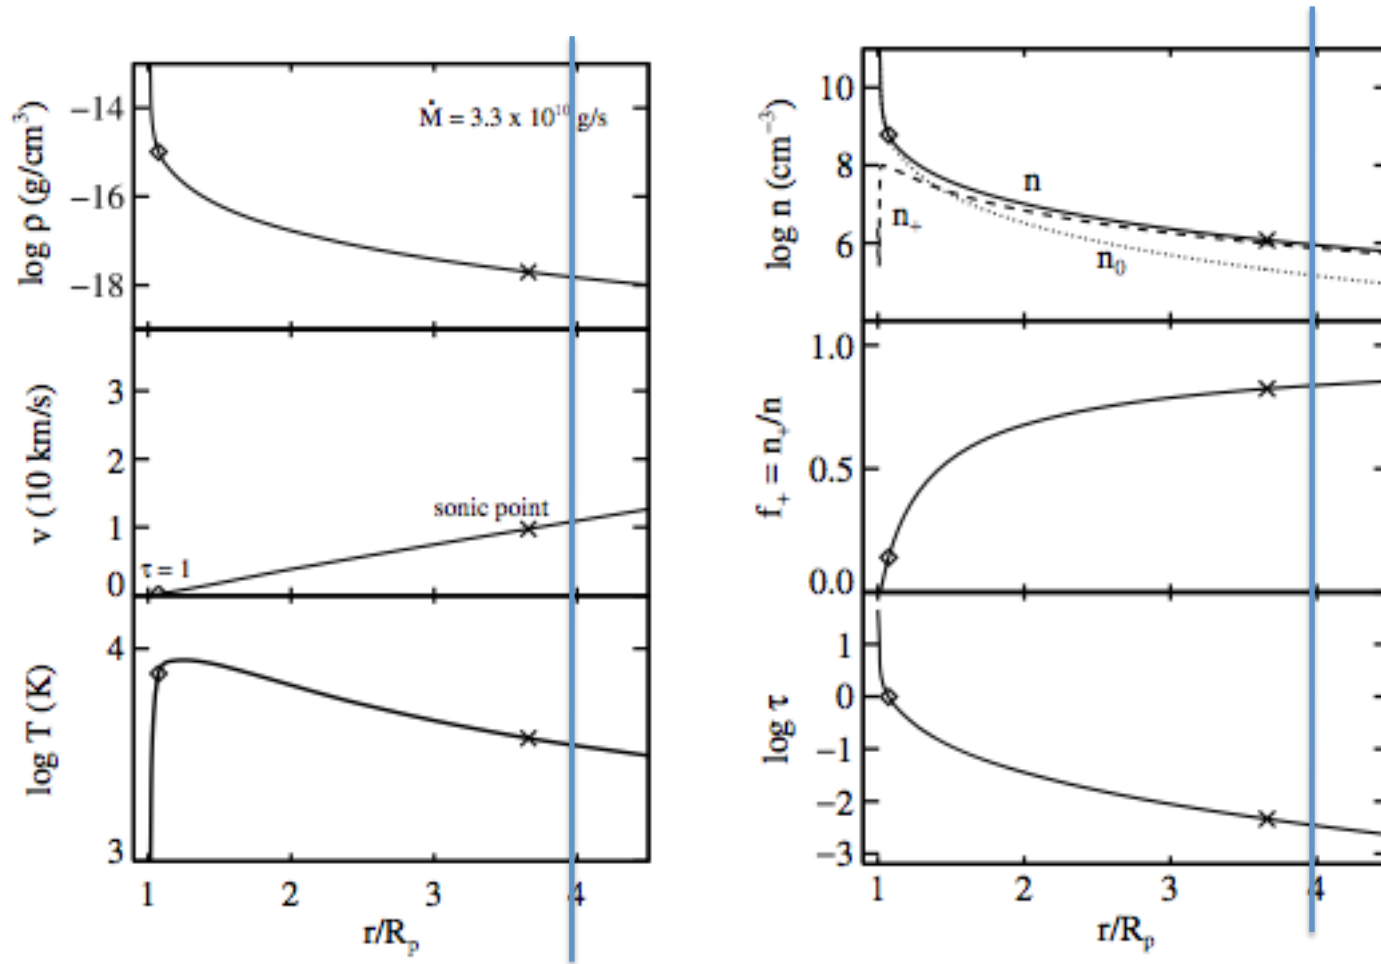 log ρ (g/cm³)
−14
−16
−18
Ṁ = 3.3 x 10¹⁰ g/s
v (10 km/s)
3
2
1
0
sonic point
τ = 1
log T (K)
4
3
1 2 3 4
r/Rₚ
log n (cm⁻³)
10
8
6
n
n₊
n₀
f₊ = n₊/n
1.0
0.5
0.0
log τ
1
0
−1
−2
−3
1 2 3 4
r/Rₚ